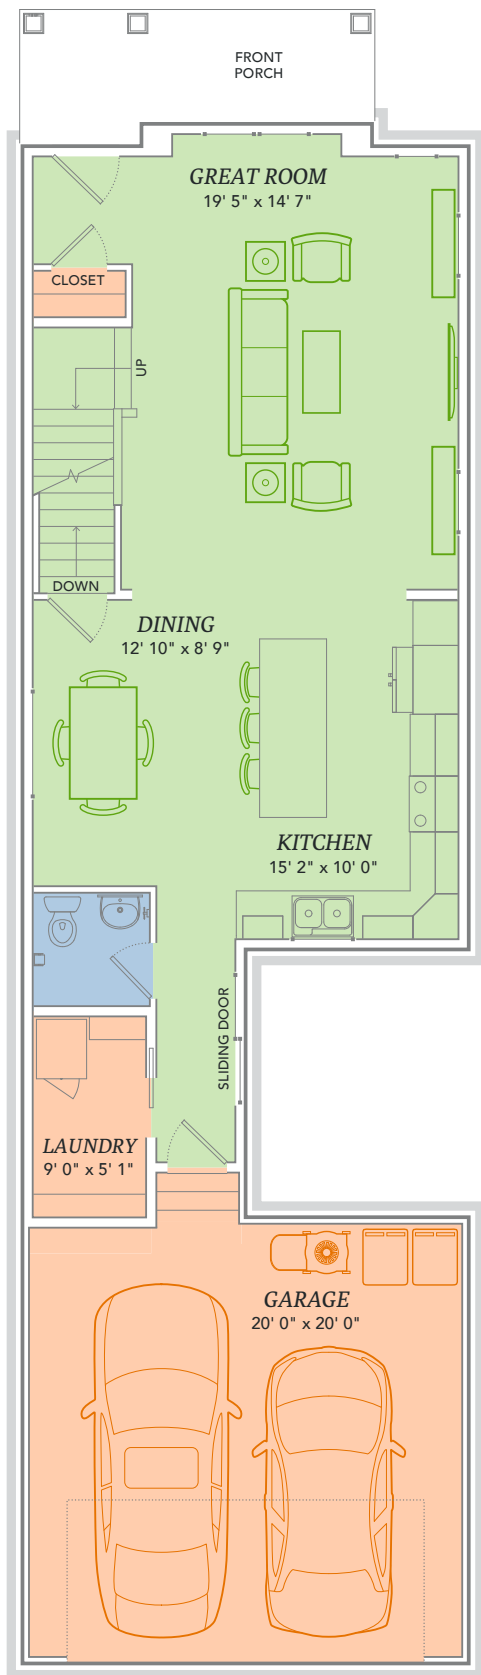 FRONT
PORCH
GREAT ROOM
19' 5" x 14' 7"
CLOSET
UP
DOWN
DINING
12' 10" x 8' 9"
KITCHEN
15' 2" x 10' 0"
SLIDING DOOR
LAUNDRY
9' 0" x 5' 1"
GARAGE
20' 0" x 20' 0"